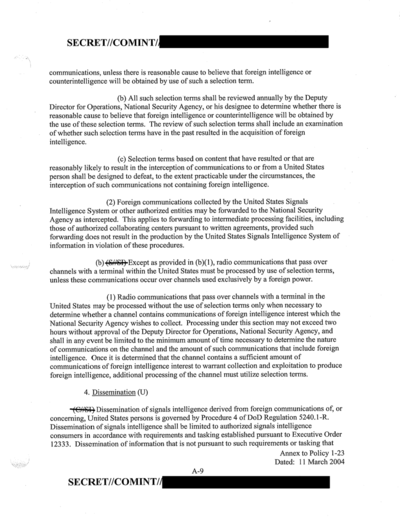 SECRET//COMINT//
communications, unless there is reasonable cause to believe that foreign intelligence or
counterintelligence will be obtained by use of such a selection term.
(b) All such selection terms shall be reviewed annually by the Deputy
Director for Operations, National Security Agency, or his designee to determine whether there is
reasonable cause to believe that foreign intelligence or counterintelligence will be obtained by
the use of these selection terms. The review of such selection terms shall include an examination
of whether such selection terms have in the past resulted in the acquisition of foreign
intelligence.
(c) Selection terms based on content that have resulted or that are
reasonably likely to result in the interception of communications to or from a United States
person shall be designed to defeat, to the extent practicable under the circumstances, the
interception of such communications not containing foreign intelligence.
(2) Foreign communications collected by the United States Signals
Intelligence System or other authorized entities may be forwarded to the National Security
Agency as intercepted. This applies to forwarding to intermediate processing facilities, including
those of authorized collaborating centers pursuant to written agreements, provided such
forwarding does not result in the production by the United States Signals Intelligence System of
information in violation of these procedures.
(b) Except as provided in (b)(1), radio communications that pass over
channels with a terminal within the United States must be processed by use of selection terms,
unless these communications occur over channels used exclusively by a foreign power.
(1) Radio communications that pass over channels with a terminal in the
United States may be processed without the use of selection terms only when necessary to
determine whether a channel contains communications of foreign intelligence interest which the
National Security Agency wishes to collect. Processing under this section may not exceed two
hours without approval of the Deputy Director for Operations, National Security Agency, and
shall in any event be limited to the minimum amount of time necessary to determine the nature
of communications on the channel and the amount of such communications that include foreign
intelligence. Once it is determined that the channel contains a sufficient amount of
communications of foreign intelligence interest to warrant collection and exploitation to produce
foreign intelligence, additional processing of the channel must utilize selection terms.
4. Dissemination (U)
Dissemination of signals intelligence derived from foreign communications of, or
concerning, United States persons is governed by Procedure 4 of DoD Regulation 5240.1-R.
Dissemination of signals intelligence shall be limited to authorized signals intelligence
consumers in accordance with requirements and tasking established pursuant to Executive Order
12333. Dissemination of information that is not pursuant to such requirements or tasking that
Annex to Policy 1-23
Dated: 11 March 2004
A-9
SECRET//COMINT//